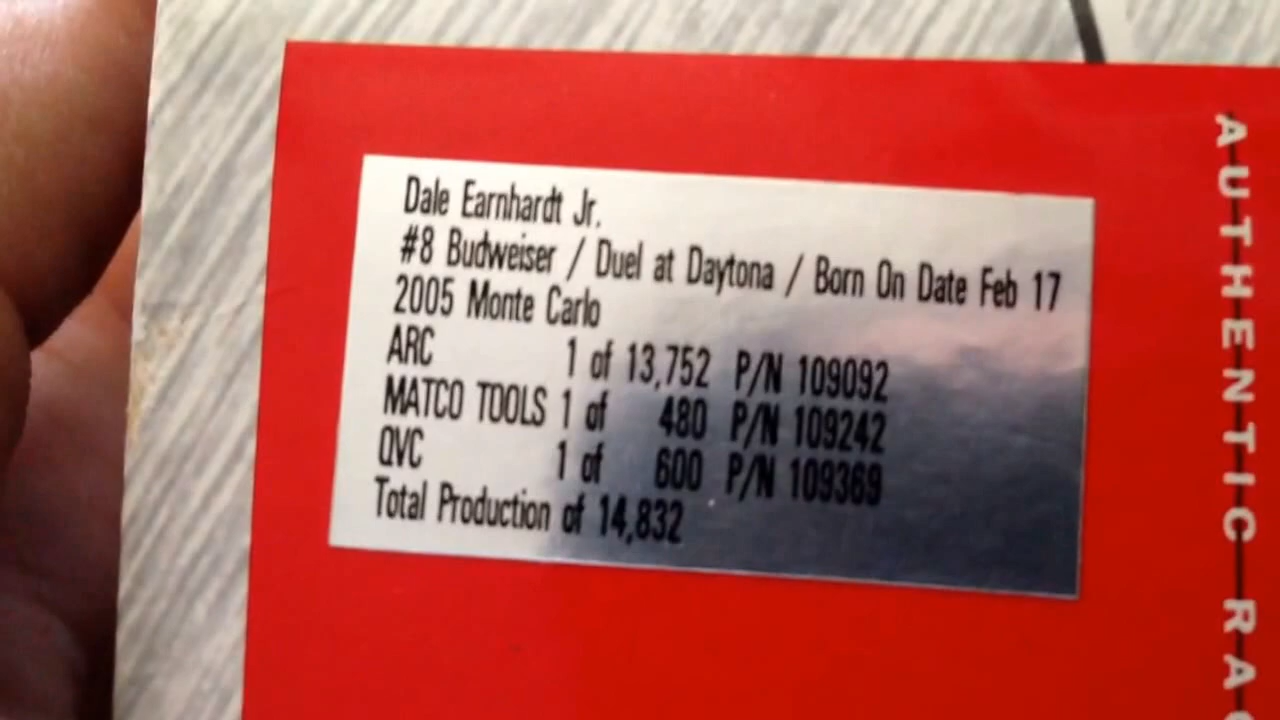 Dale Earnhardt Jr.
#8 Budweiser / Duel at Daytona / Born On Date Feb 17
2005 Monte Carlo
ARC 1 of 13,752 P/N 109092
MATCO TOOLS 1 of 480 P/N 109242
QVC 1 of 600 P/N 109369
Total Production of 14,832
AUTHENTIC